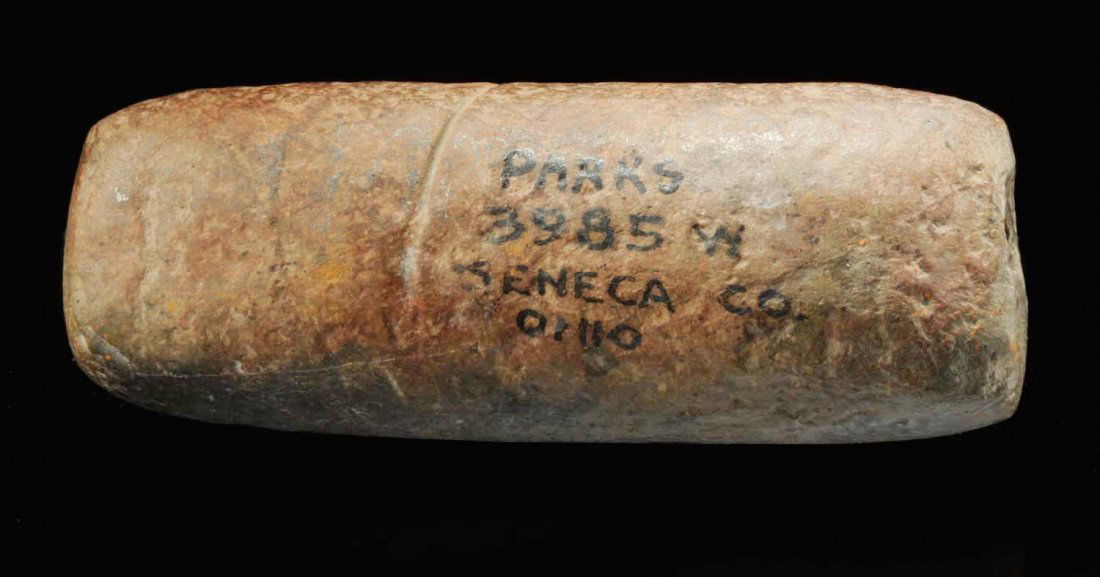 PARKS
3985 W
SENECA CO.
OHIO